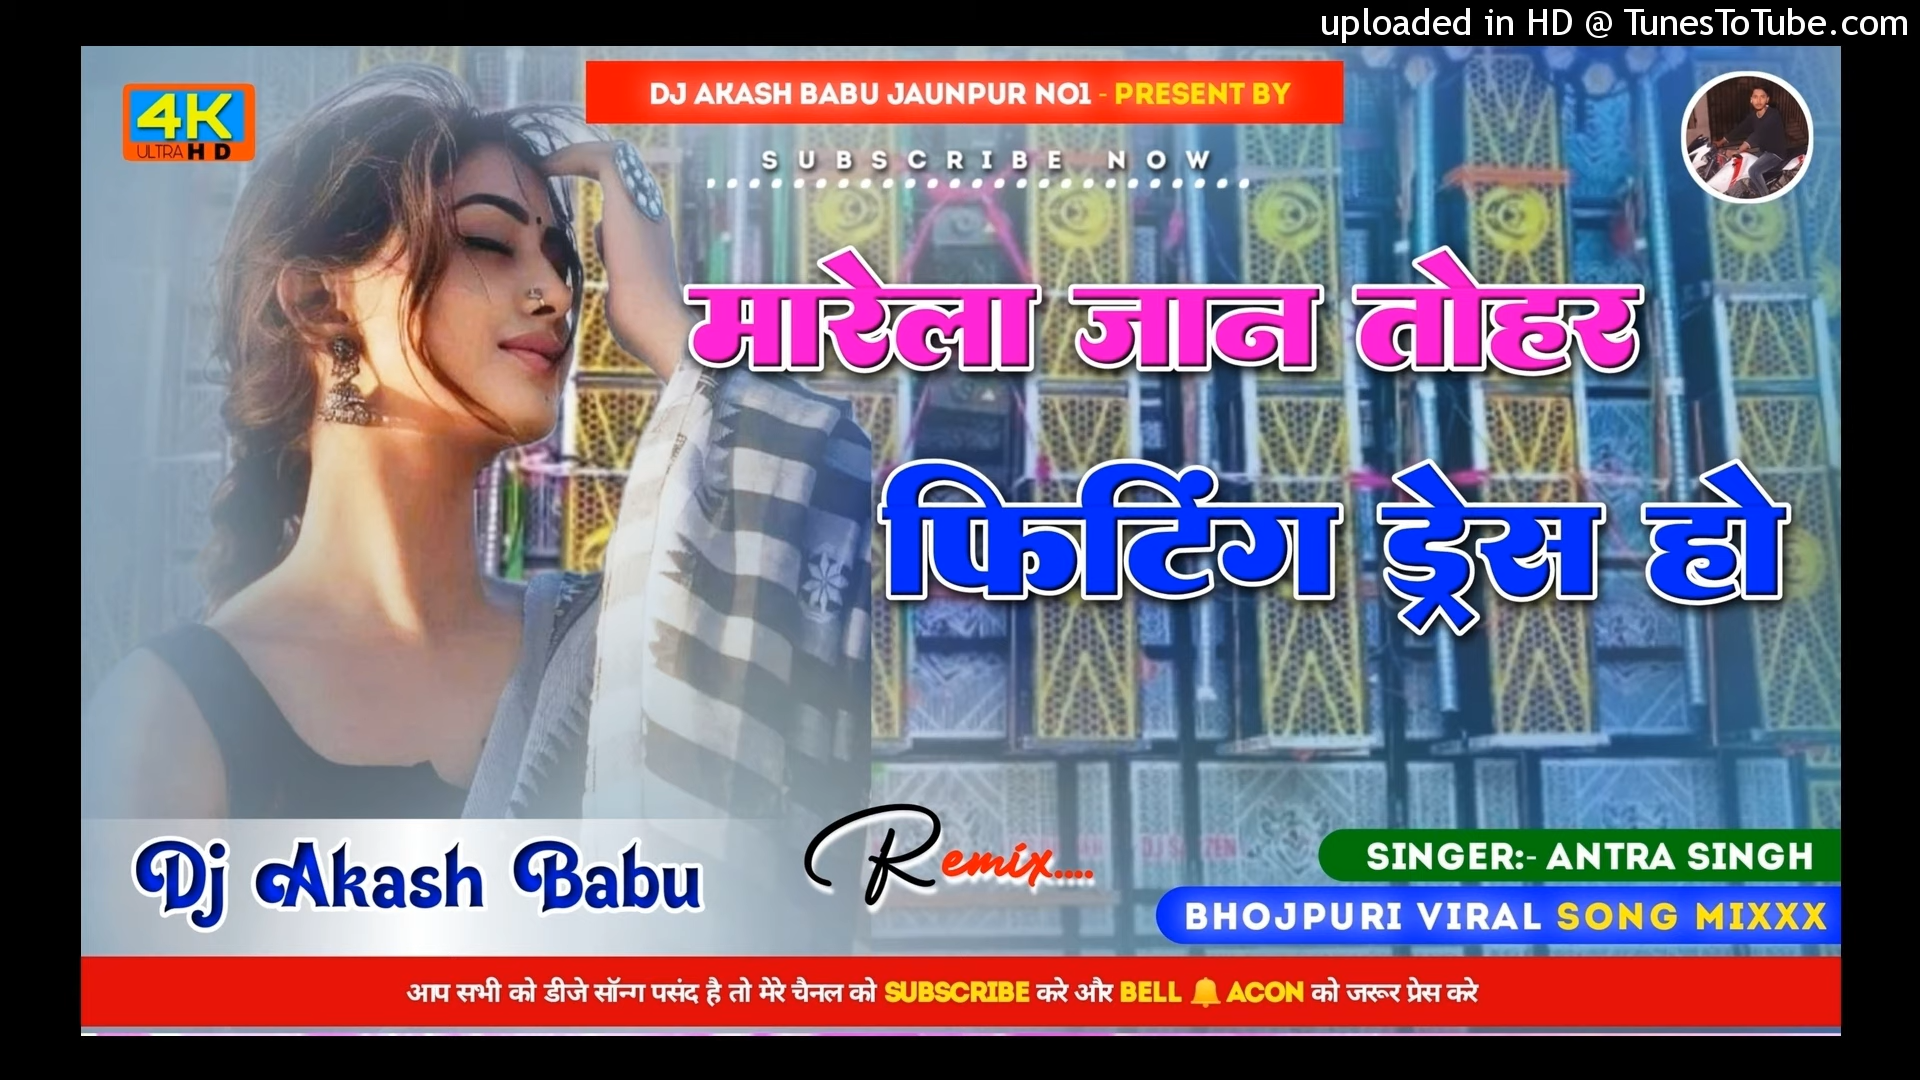 uploaded in HD @ TunesToTube.com
4K
ULTRA HD
DJ AKASH BABU JAUNPUR NO1 - PRESENT BY
SUBSCRIBE NOW
मारेला जान तोहर
फिटिंग ड्रेस हो
Dj Akash Babu
Remix....
SINGER:- ANTRA SINGH
BHOJPURI VIRAL SONG MIXXX
आप सभी को डीजे सॉन्ग पसंद है तो मेरे चैनल को SUBSCRIBE करे और BELL 🔔 ACON को जरूर प्रेस करे